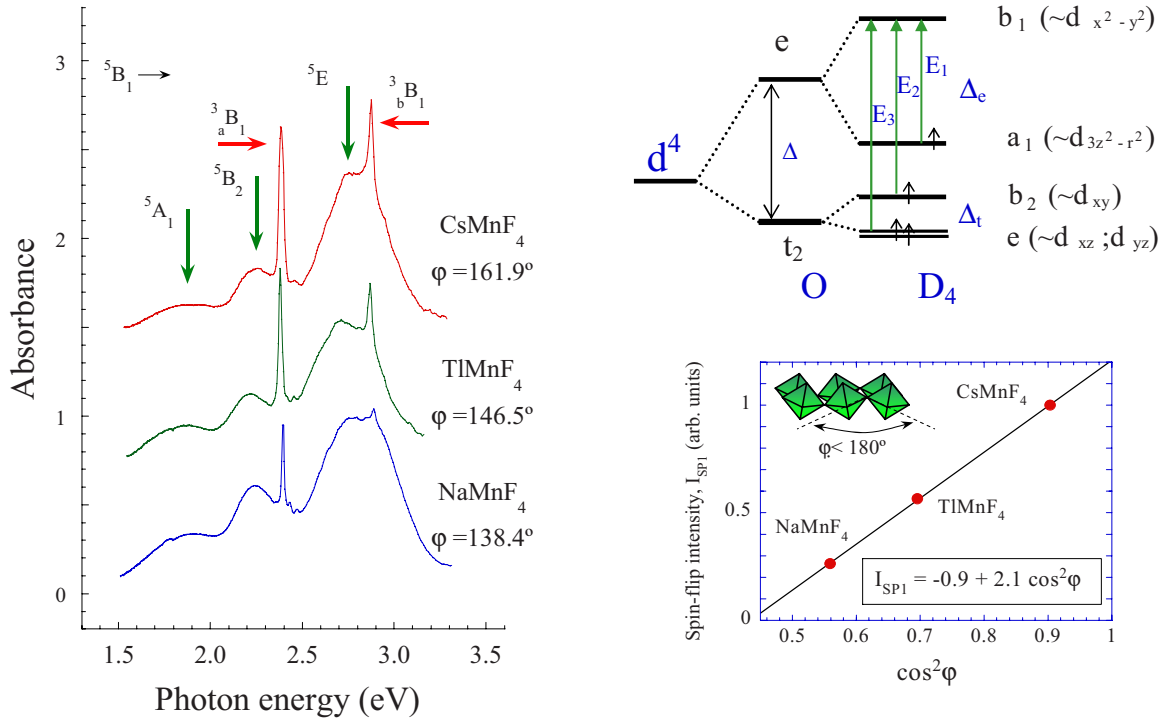 3
2
1
0
Absorbance
1.5 2.0 2.5 3.0 3.5
Photon energy (eV)
⁵B₁ →
³ₐB₁
⁵E
³_bB₁
⁵B₂
⁵A₁
CsMnF₄
φ =161.9º
TlMnF₄
φ =146.5º
NaMnF₄
φ =138.4º
b₁ (~d x² - y²)
e
E₁
E₂
E₃
Δₑ
a₁ (~d 3z² - r²)
d⁴
Δ
b₂ (~d xy)
Δₜ
t₂
e (~d xz ;d yz)
O
D₄
Spin-flip intensity, I_SP1 (arb. units)
1
0.5
0
CsMnF₄
φ< 180º
TlMnF₄
NaMnF₄
I_SP1 = -0.9 + 2.1 cos²φ
0.5 0.6 0.7 0.8 0.9 1
cos²φ